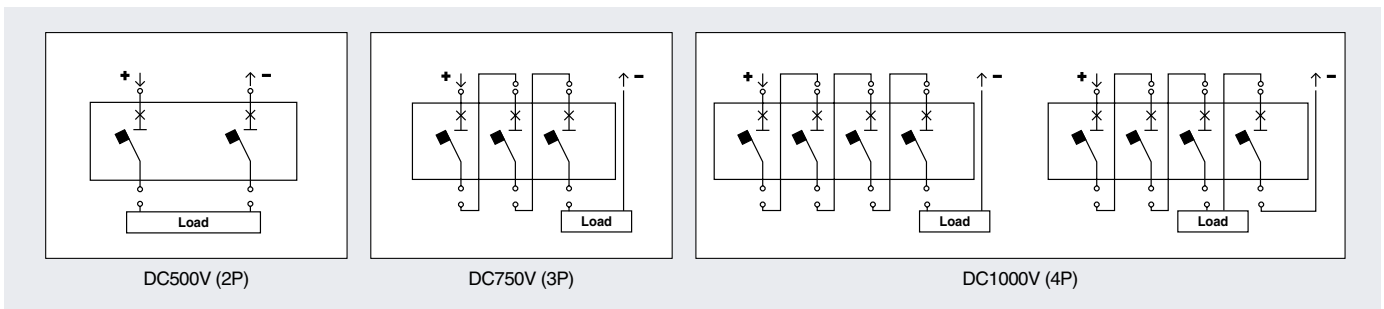 + −
+ −
+ −
+ −
Load
Load
Load
Load
DC500V (2P)
DC750V (3P)
DC1000V (4P)